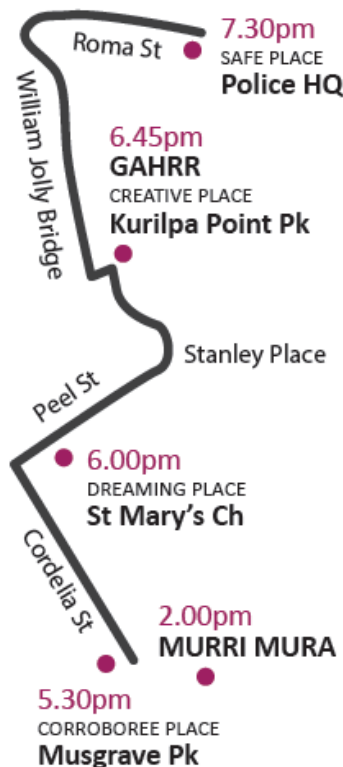 7.30pm
SAFE PLACE
Police HQ
Roma St
William Jolly Bridge
6.45pm
GAHRR
CREATIVE PLACE
Kurilpa Point Pk
Stanley Place
Peel St
6.00pm
DREAMING PLACE
St Mary’s Ch
Cordelia St
2.00pm
MURRI MURA
5.30pm
CORROBOREE PLACE
Musgrave Pk